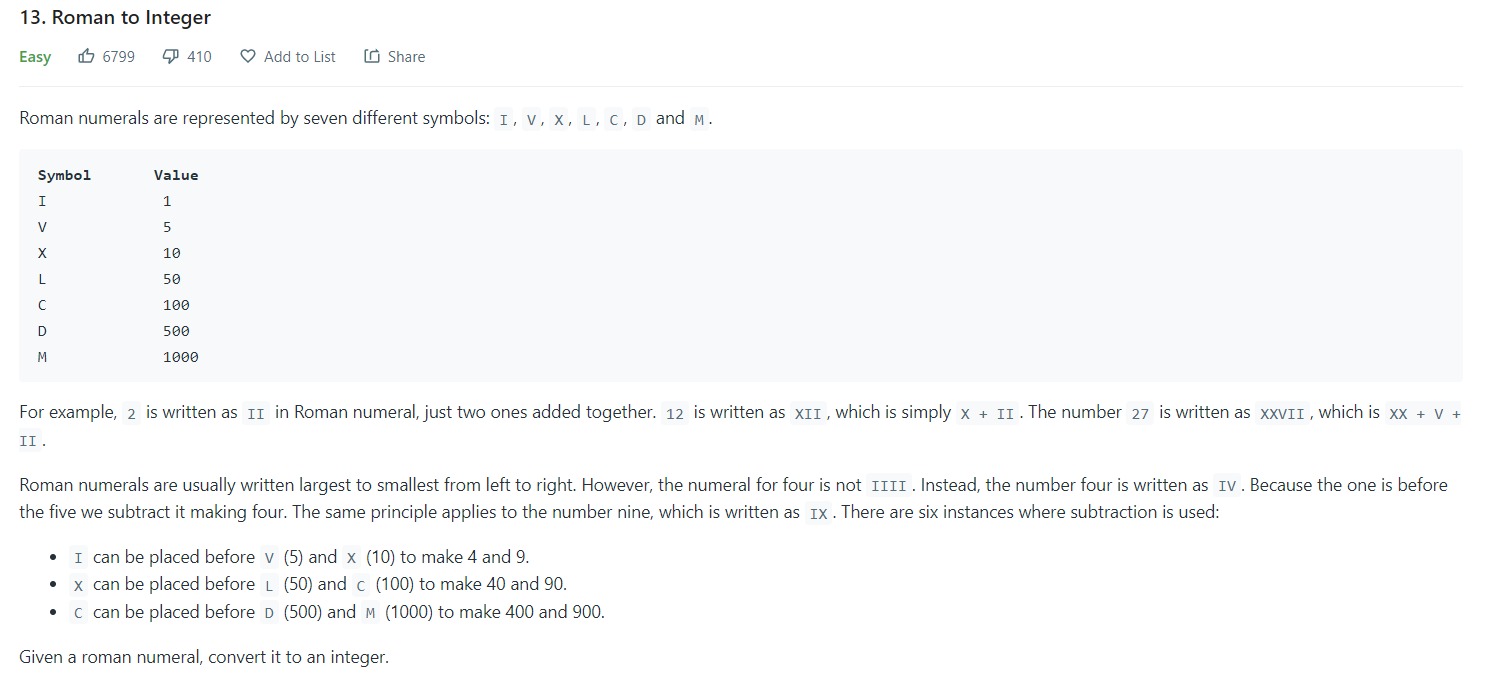 13. Roman to Integer
Easy 6799 410 Add to List Share
Roman numerals are represented by seven different symbols: I, V, X, L, C, D and M.
Symbol Value
I 1
V 5
X 10
L 50
C 100
D 500
M 1000
For example, 2 is written as II in Roman numeral, just two ones added together. 12 is written as XII, which is simply X + II. The number 27 is written as XXVII, which is XX + V +
II.
Roman numerals are usually written largest to smallest from left to right. However, the numeral for four is not IIII. Instead, the number four is written as IV. Because the one is before
the five we subtract it making four. The same principle applies to the number nine, which is written as IX. There are six instances where subtraction is used:
• I can be placed before V (5) and X (10) to make 4 and 9.
• X can be placed before L (50) and C (100) to make 40 and 90.
• C can be placed before D (500) and M (1000) to make 400 and 900.
Given a roman numeral, convert it to an integer.